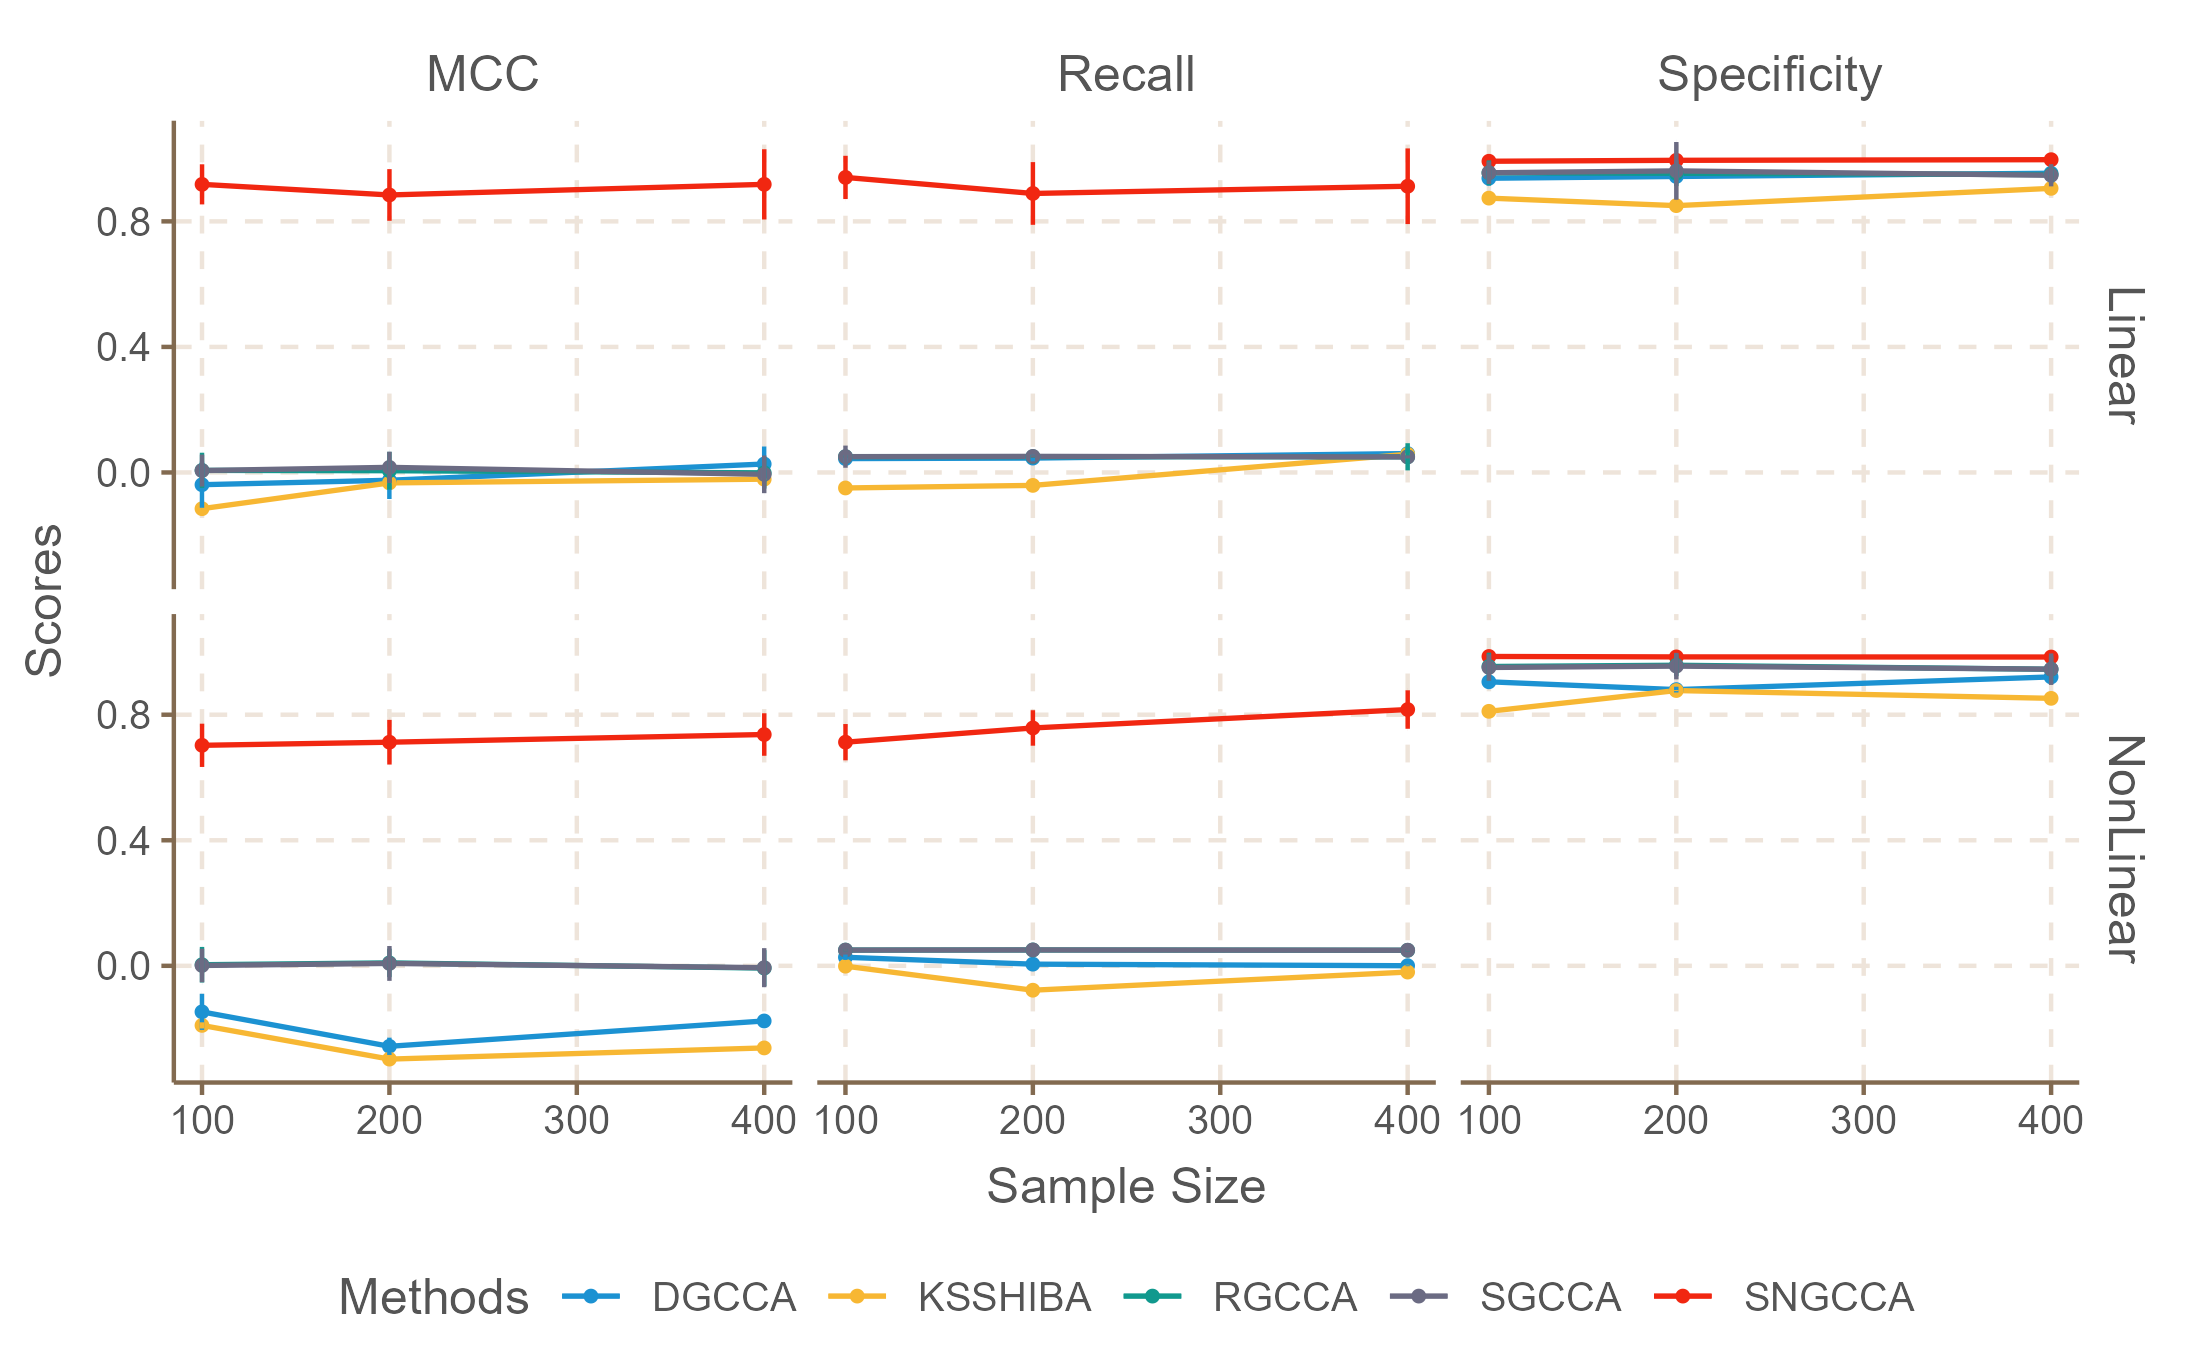 MCC Recall Specificity
0.8
0.4
0.0
Linear
Scores
0.8
0.4
0.0
NonLinear
100 200 300 400 100 200 300 400 100 200 300 400
Sample Size
Methods DGCCA KSSHIBA RGCCA SGCCA SNGCCA